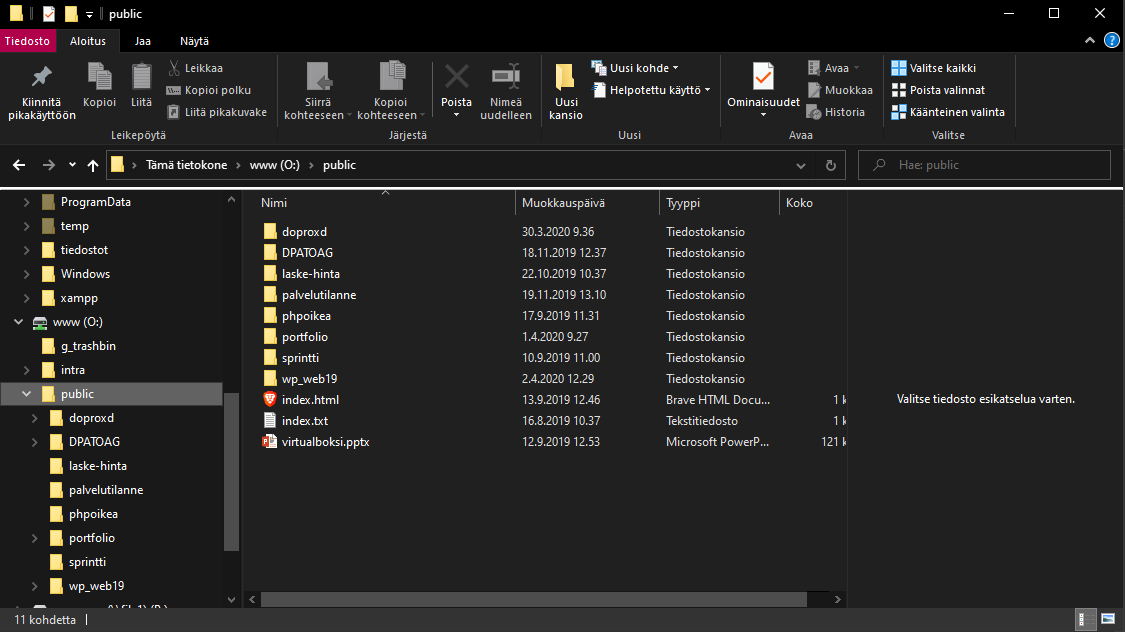 public
Tiedosto Aloitus Jaa Näytä
Kiinnitä pikakäyttöön
Kopioi
Liitä
Leikkaa
Kopioi polku
Liitä pikakuvake
Leikepöytä
Siirrä kohteeseen
Kopioi kohteeseen
Poista
Nimeä uudelleen
Järjestä
Uusi kansio
Uusi kohde
Helpotettu käyttö
Uusi
Ominaisuudet
Avaa
Muokkaa
Historia
Avaa
Valitse kaikki
Poista valinnat
Käänteinen valinta
Valitse
Tämä tietokone › www (O:) › public
Hae: public
ProgramData
temp
tiedostot
Windows
xampp
www (O:)
g_trashbin
intra
public
doproxd
DPATOAG
laske-hinta
palvelutilanne
phpoikea
portfolio
sprintti
wp_web19
Nimi Muokkauspäivä Tyyppi Koko
doproxd 30.3.2020 9.36 Tiedostokansio
DPATOAG 18.11.2019 12.37 Tiedostokansio
laske-hinta 22.10.2019 10.37 Tiedostokansio
palvelutilanne 19.11.2019 13.10 Tiedostokansio
phpoikea 17.9.2019 11.31 Tiedostokansio
portfolio 1.4.2020 9.27 Tiedostokansio
sprintti 10.9.2019 11.00 Tiedostokansio
wp_web19 2.4.2020 12.29 Tiedostokansio
index.html 13.9.2019 12.46 Brave HTML Docu... 1 k
index.txt 16.8.2019 10.37 Tekstitiedosto 1 k
virtualboksi.pptx 12.9.2019 12.53 Microsoft PowerP... 121 k
Valitse tiedosto esikatselua varten.
11 kohdetta